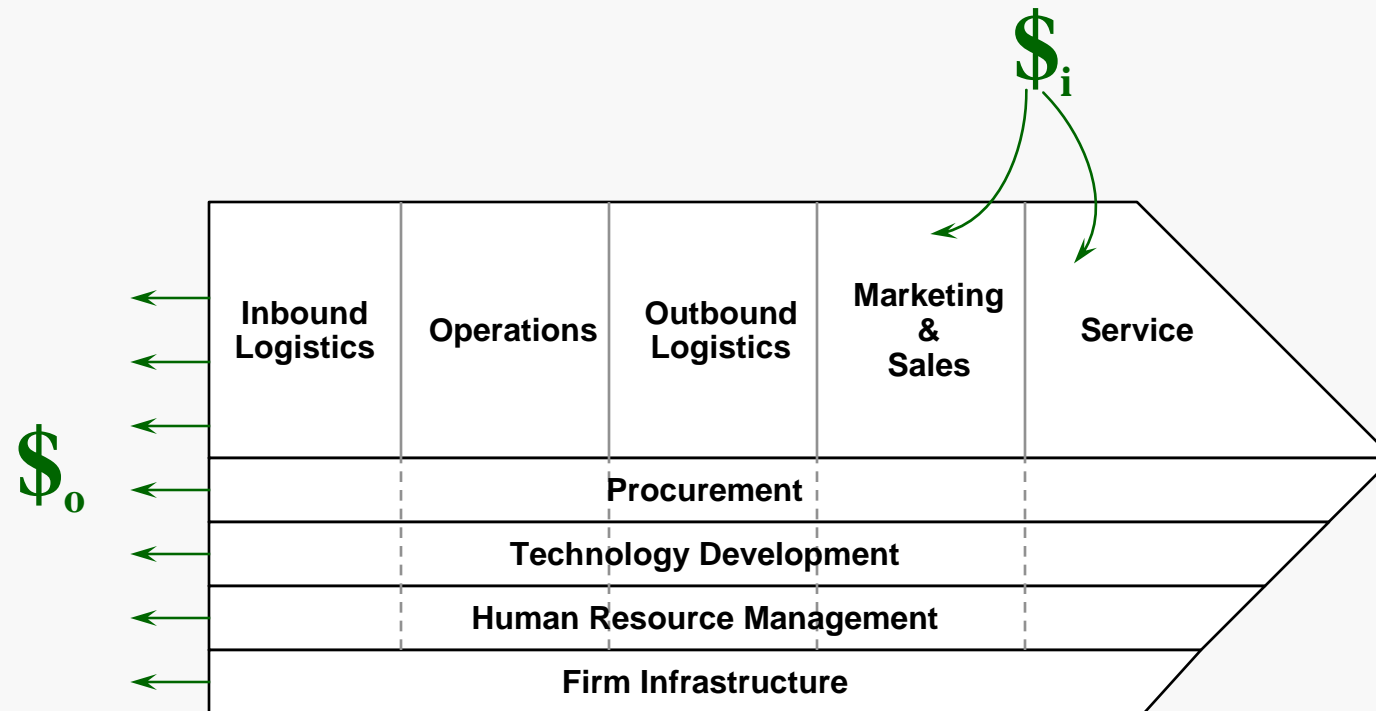 $i
Inbound
Logistics
Operations
Outbound
Logistics
Marketing
&
Sales
Service
$o
Procurement
Technology Development
Human Resource Management
Firm Infrastructure